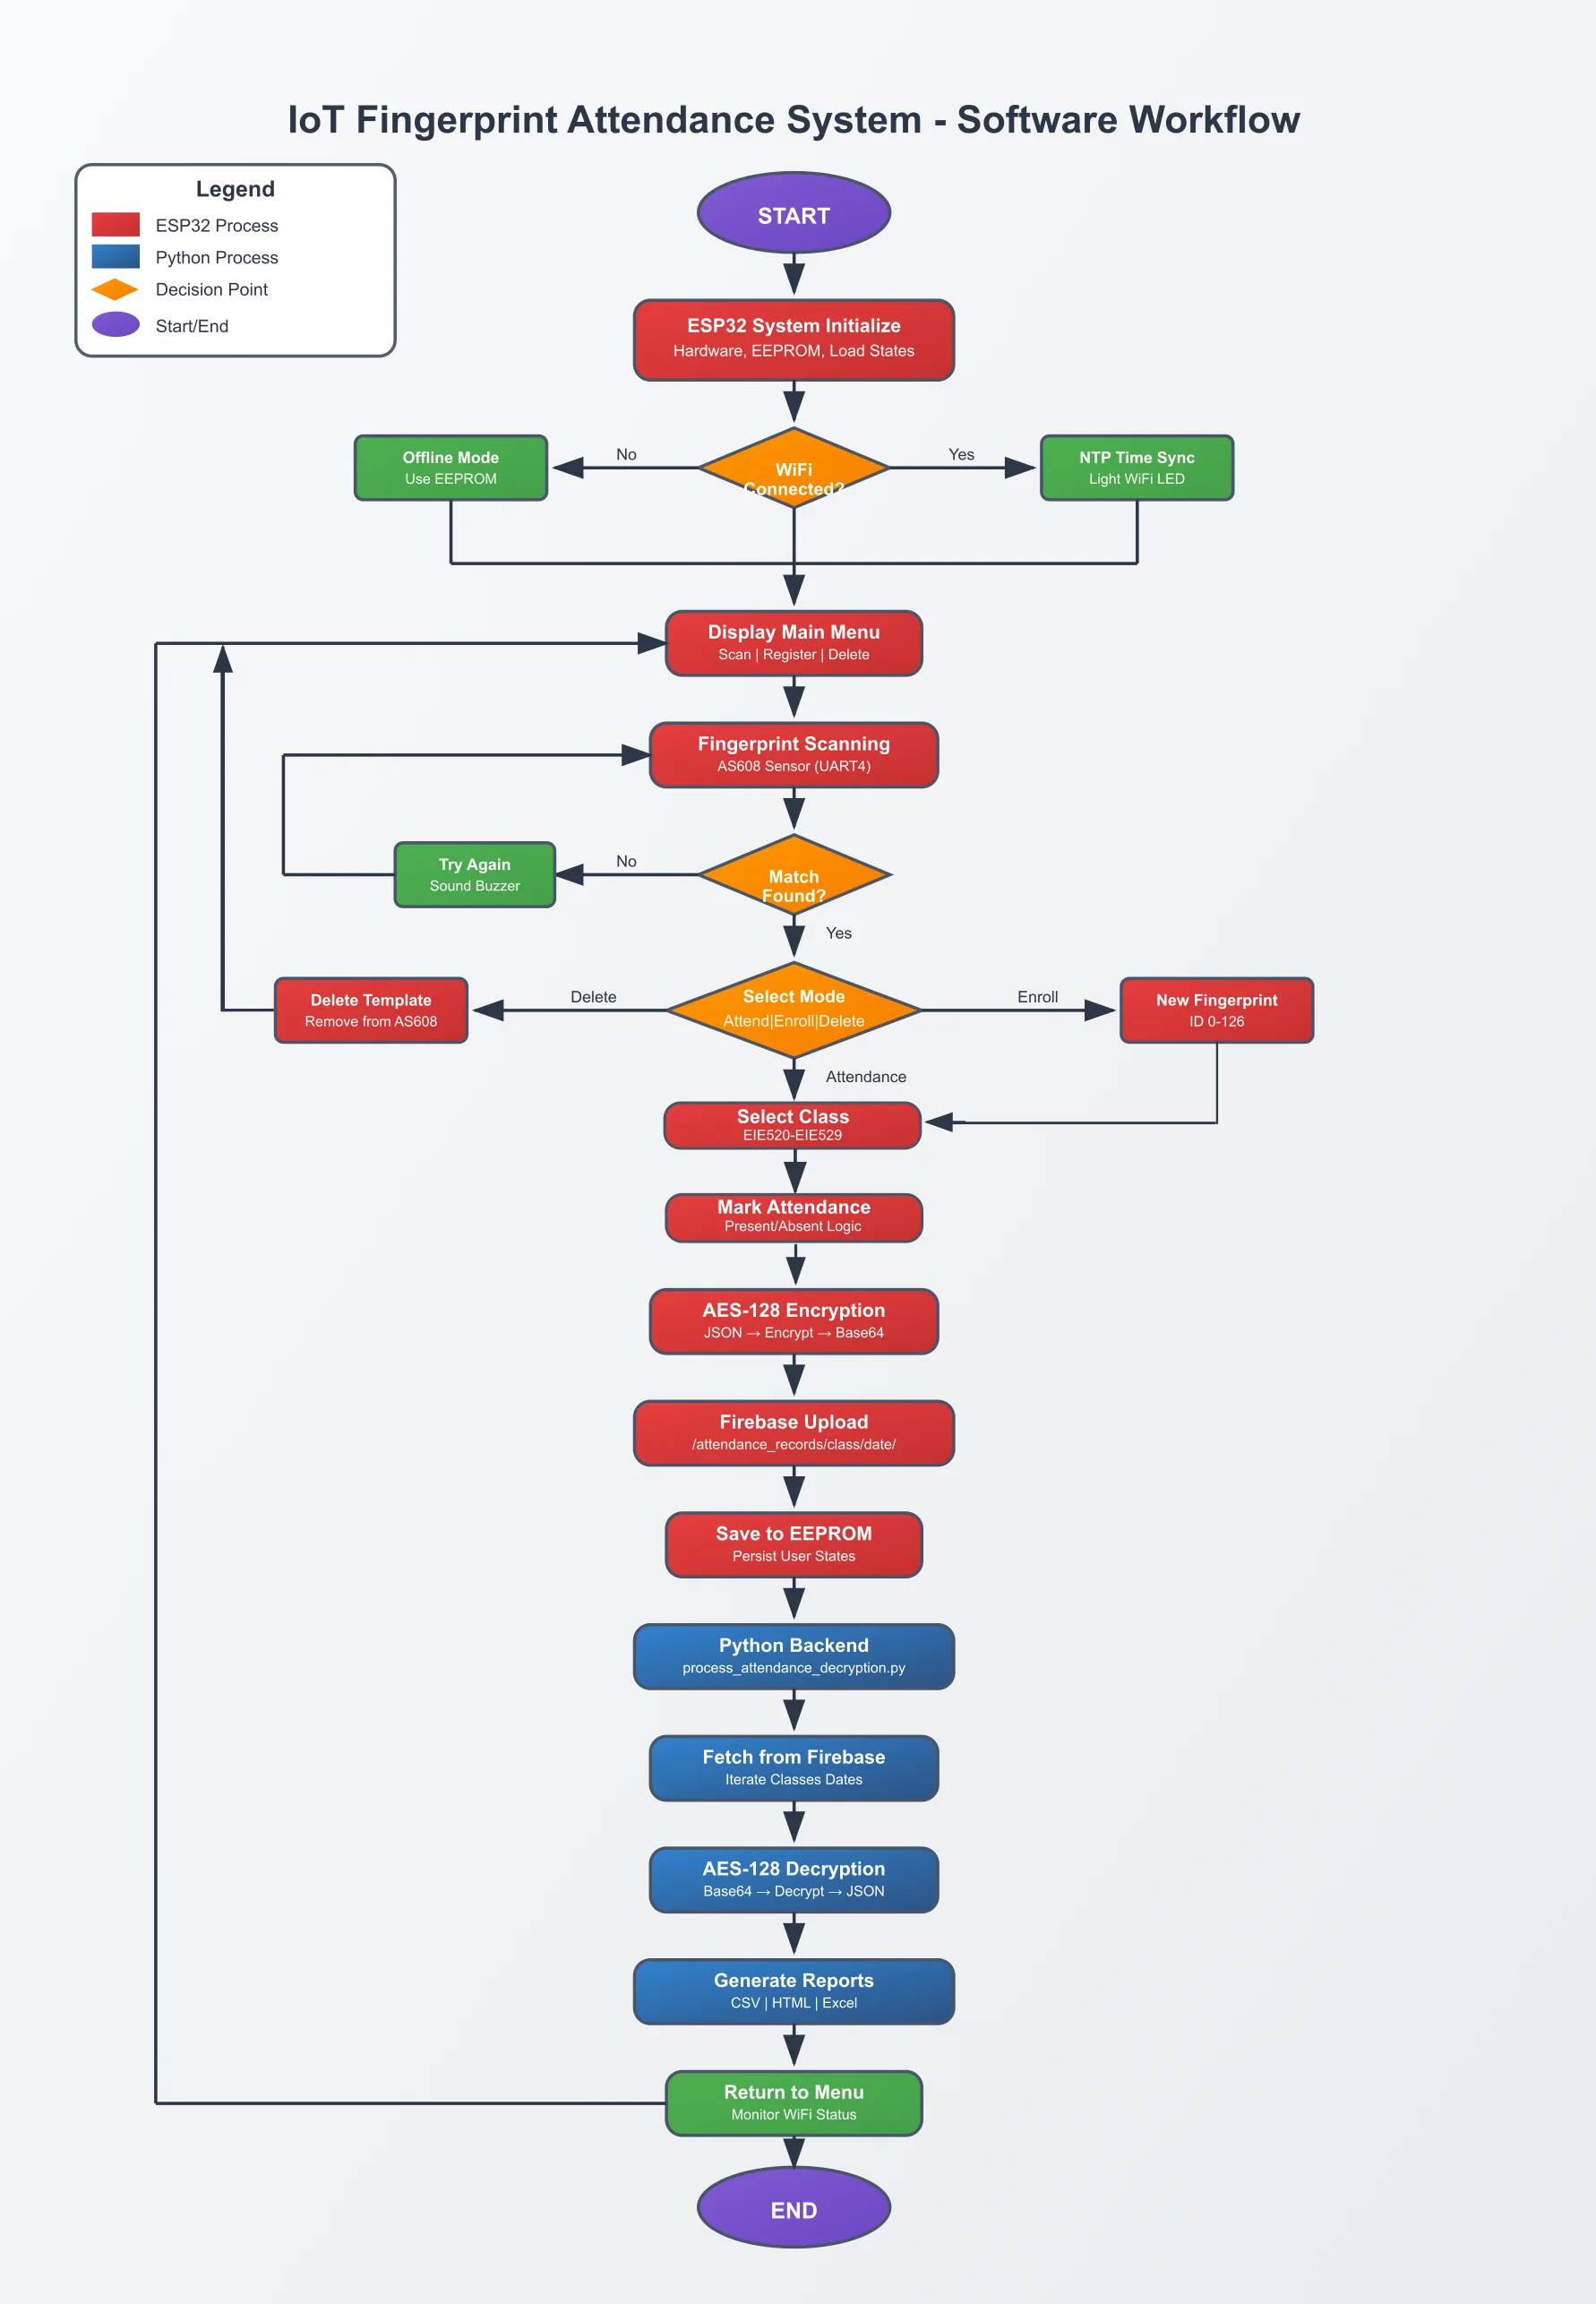 IoT Fingerprint Attendance System - Software Workflow
Legend
ESP32 Process
Python Process
Decision Point
Start/End
START
ESP32 System Initialize
Hardware, EEPROM, Load States
Offline Mode
Use EEPROM
No
WiFi
Connected?
Yes
NTP Time Sync
Light WiFi LED
Display Main Menu
Scan | Register | Delete
Fingerprint Scanning
AS608 Sensor (UART4)
Try Again
Sound Buzzer
No
Match
Found?
Yes
Delete Template
Remove from AS608
Delete
Select Mode
Attend|Enroll|Delete
Enroll
New Fingerprint
ID 0-126
Attendance
Select Class
EIE520-EIE529
Mark Attendance
Present/Absent Logic
AES-128 Encryption
JSON → Encrypt → Base64
Firebase Upload
/attendance_records/class/date/
Save to EEPROM
Persist User States
Python Backend
process_attendance_decryption.py
Fetch from Firebase
Iterate Classes Dates
AES-128 Decryption
Base64 → Decrypt → JSON
Generate Reports
CSV | HTML | Excel
Return to Menu
Monitor WiFi Status
END